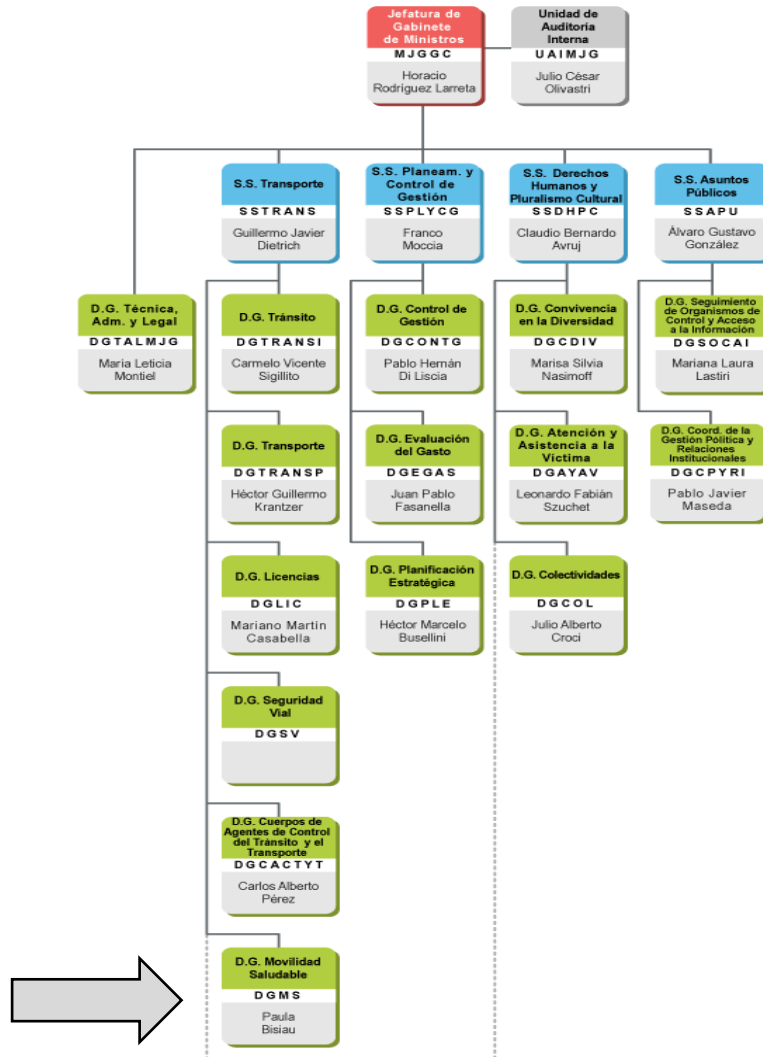 Jefatura de
Gabinete
de Ministros
MJGGC
Horacio
Rodríguez Larreta
Unidad de
Auditoría
Interna
UAIMJG
Julio César
Olivastri
S.S. Transporte
SSTRANS
Guillermo Javier
Dietrich
S.S. Planeam. y
Control de
Gestión
SSPLYCG
Franco
Moccia
S.S. Derechos
Humanos y
Pluralismo Cultural
SSDHPC
Claudio Bernardo
Avruj
S.S. Asuntos
Públicos
SSAPU
Álvaro Gustavo
González
D.G. Técnica,
Adm. y Legal
DGTALMJG
María Leticia
Montiel
D.G. Tránsito
DGTRANSI
Carmelo Vicente
Sigillito
D.G. Control de
Gestión
DGCONTG
Pablo Hernán
Di Liscia
D.G. Convivencia
en la Diversidad
DGCDIV
Marisa Silvia
Nasimoff
D.G. Seguimiento
de Organismos de
Control y Acceso
a la Información
DGSOCAI
Mariana Laura
Lastiri
D.G. Transporte
DGTRANSP
Héctor Guillermo
Krantzer
D.G. Evaluación
del Gasto
DGEGAS
Juan Pablo
Fasanella
D.G. Atención y
Asistencia a la
Víctima
DGAYAV
Leonardo Fabián
Szuchet
D.G. Coord. de la
Gestión Pólitica y
Relaciones
Institucionales
DGCPYRI
Pablo Javier
Maseda
D.G. Licencias
DGLIC
Mariano Martín
Casabella
D.G. Planificación
Estratégica
DGPLE
Héctor Marcelo
Busellini
D.G. Colectividades
DGCOL
Julio Alberto
Croci
D.G. Seguridad
Vial
DGSV
D.G. Cuerpos de
Agentes de Control
del Tránsito y el
Transporte
DGCACTYT
Carlos Alberto
Pérez
D.G. Movilidad
Saludable
DGMS
Paula
Bisiau